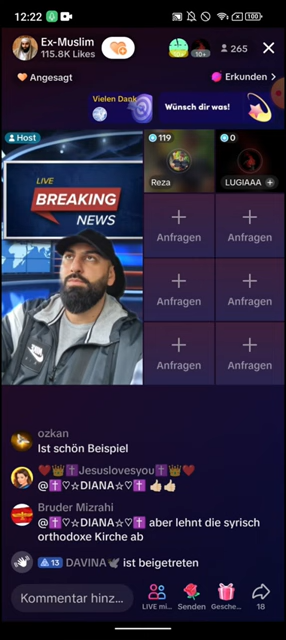 12:22
100
Ex-Muslim
115.8K Likes
10+
265
Angesagt
Erkunden >
Vielen Dank
Wünsch dir was!
Host
119
0
LIVE
BREAKING
NEWS
Reza
LUGIAAA +
Anfragen
Anfragen
Anfragen
Anfragen
Anfragen
Anfragen
ozkan
Ist schön Beispiel
❤️👑✝️Jesuslovesyou✝️👑❤️
@✝️♡☆DIANA☆♡✝️ 👍🏻👍🏻
Bruder Mizrahi
@✝️♡☆DIANA☆♡✝️ aber lehnt die syrisch
orthodoxe Kirche ab
13 DAVINA🕊 ist beigetreten
Kommentar hinz...
LIVE mi...
Senden
Gesche...
18